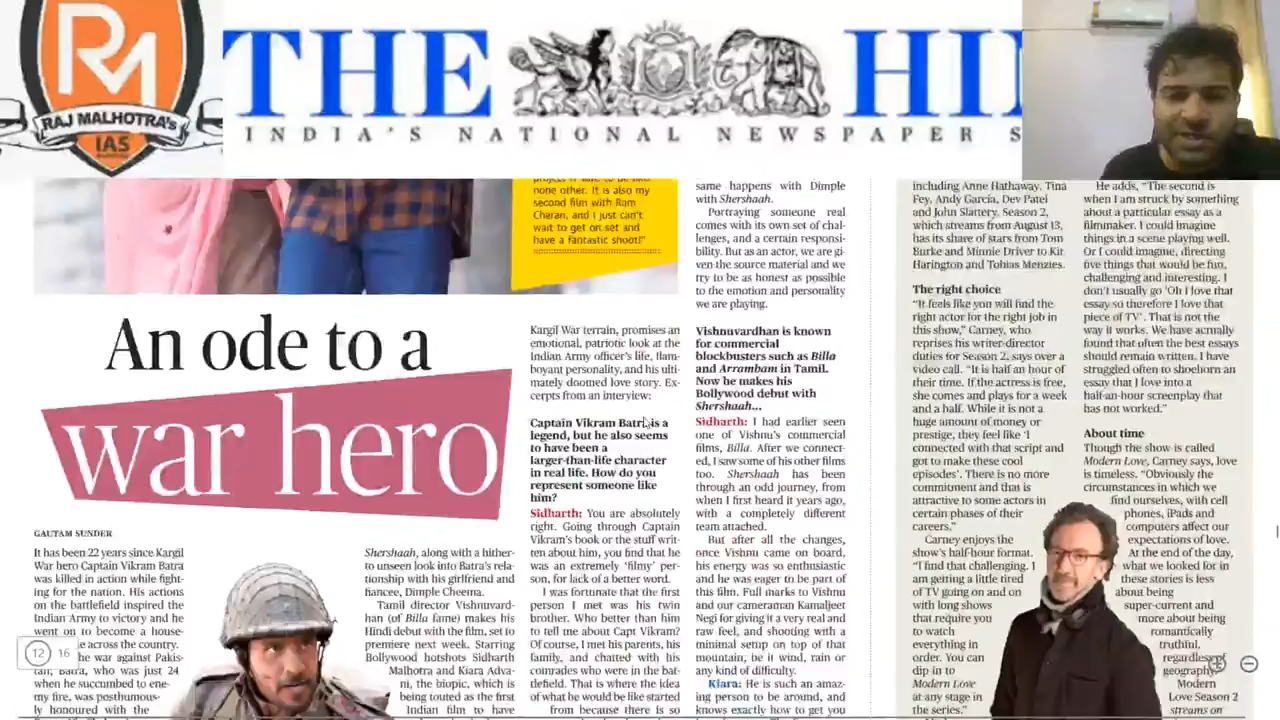 RM
RAJ MALHOTRA's
IAS
THE HI
INDIA'S NATIONAL NEWSPAPER S
none other. It is also my
second film with Ram
Charan, and I just can't
wait to get on set and
have a fantastic shoot!"
An ode to a
war hero
GAUTAM SUNDER
It has been 22 years since Kargil
War hero Captain Vikram Batra
was killed in action while fight-
ing for the nation. His actions
on the battlefield inspired the
Indian Army to victory and he
went on to become a house-
e across the country.
he war against Pakis-
tan, Batra, who was just 24
when he succumbed to ene-
my fire, was posthumous-
ly honoured with the
12 16
Shershaah, along with a hither-
to unseen look into Batra's re-
lationship with his girlfriend and
fiancee, Dimple Cheema.
Tamil director Vishnuvard-
han (of Billa fame) makes his
Hindi debut with the film, set to
premiere next week. Starring
Bollywood hotshots Sidharth
Malhotra and Kiara Adva-
ni, the biopic, which is
being touted as the first
Indian film to have
Kargil War terrain, promises an
emotional, patriotic look at the
Indian Army officer's life, flam-
boyant personality, and his ulti-
mately doomed love story. Ex-
cerpts from an interview:
Captain Vikram Batra is a
legend, but he also seems
to have been a
larger-than-life character
in real life. How do you
represent someone like
him?
Sidharth: You are absolutely
right. Going through Captain
Vikram's book or the stuff writ-
ten about him, you find that he
was an extremely 'filmy' per-
son, for lack of a better word.
I was fortunate that the first
person I met was his twin
brother. Who better than him
to tell me about Capt Vikram?
Of course, I met his parents, his
family, and chatted with his
comrades who were in the bat-
tlefield. That is where the idea
of what he would be like started
from because there is so
same happens with Dimple
with Shershaah.
Portraying someone real
comes with its own set of chal-
lenges, and a certain responsi-
bility. But as an actor, we are gi-
ven the source material and we
try to be as honest as possible
to the emotion and personality
we are playing.
Vishnuvardhan is known
for commercial
blockbusters such as Billa
and Arrambam in Tamil.
Now he makes his
Bollywood debut with
Shershaah...
Sidharth: I had earlier seen
one of Vishnu's commercial
films, Billa. After we connect-
ed, I saw some of his other films
too. Shershaah has been
through an odd journey, from
when I first heard it years ago,
with a completely different
team attached.
But after all the changes,
once Vishnu came on board,
his energy was so enthusiastic
and he was eager to be part of
this film. Full marks to Vishnu
and our cameraman Kamaljeet
Negi for giving it a very real and
raw feel, and shooting with a
minimal setup on top of that
mountain, be it wind, rain or
any kind of difficulty.
Kiara: He is such an amaz-
ing person to be around, and
knows exactly how to get you
including Anne Hathaway, Tina
Fey, Andy Garcia, Dev Patel
and John Slattery. Season 2,
which streams from August 13,
has its share of stars from Tom
Burke and Minnie Driver to Kit
Harington and Tobias Menzies.
The right choice
"It feels like you will find the
right actor for the right job in
this show," Carney, who
reprises his writer-director
duties for Season 2, says over a
video call. "It is half an hour of
their time. If the actress is free,
she comes and plays for a week
and a half. While it is not a
huge amount of money or
prestige, they feel like 'I
connected with that script and
got to make these cool
episodes'. There is no more
commitment and that is
attractive to some actors in
certain phases of their
careers."
Carney enjoys the
show's half-hour format.
"I find that challenging. I
am getting a little tired
of TV going on and on
with long shows
that require you
to watch
everything in
order. You can
dip in to
Modern Love
at any stage in
the series."
He adds, "The second is
when I am struck by something
about a particular essay as a
filmmaker. I could imagine
things in a scene playing well.
Or I could imagine, directing
five things that would be fun,
challenging and interesting. I
don't usually go 'Oh I love that
essay so therefore I love that
piece of TV'. That is not the
way it works. We have actually
found that often the best essays
should remain written. I have
struggled often to shoehorn an
essay that I love into a
half-an-hour screenplay that
has not worked."
About time
Though the show is called
Modern Love, Carney says, love
is timeless. "Obviously the
circumstances in which we
find ourselves, with cell
phones, iPads and
computers affect our
expectations of love.
At the end of the day,
what we looked for in
these stories is less
about being
super-current and
more about being
romantically
truthful,
regardless of
geography."
Modern
Love Season 2
streams on